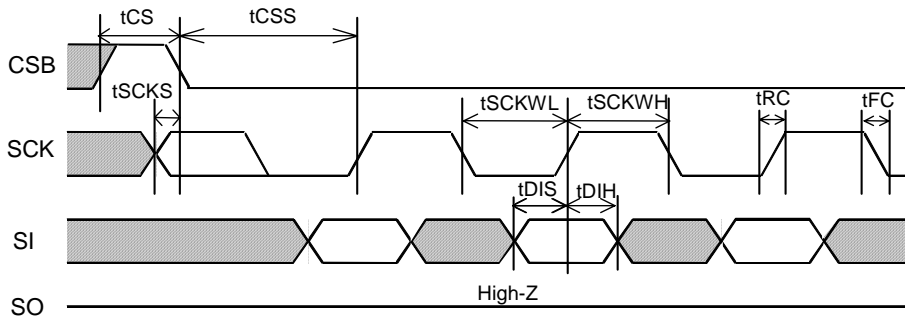 tCS tCSS
CSB
tSCKS tSCKWL tSCKWH tRC tFC
SCK
tDIS tDIH
SI
High-Z
SO